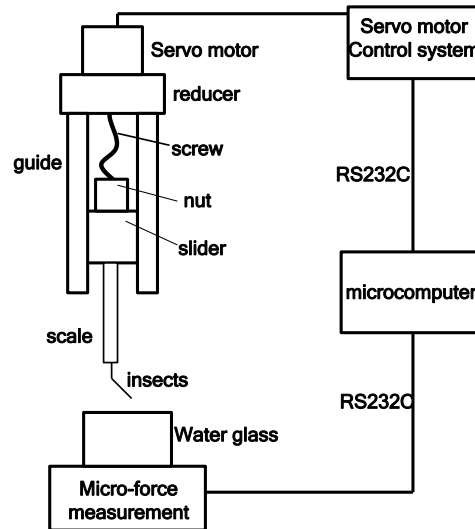 Servo motor
Control system
Servo motor
reducer
screw
guide
nut
RS232C
slider
microcomputer
scale
insects
RS232C
Water glass
Micro-force
measurement